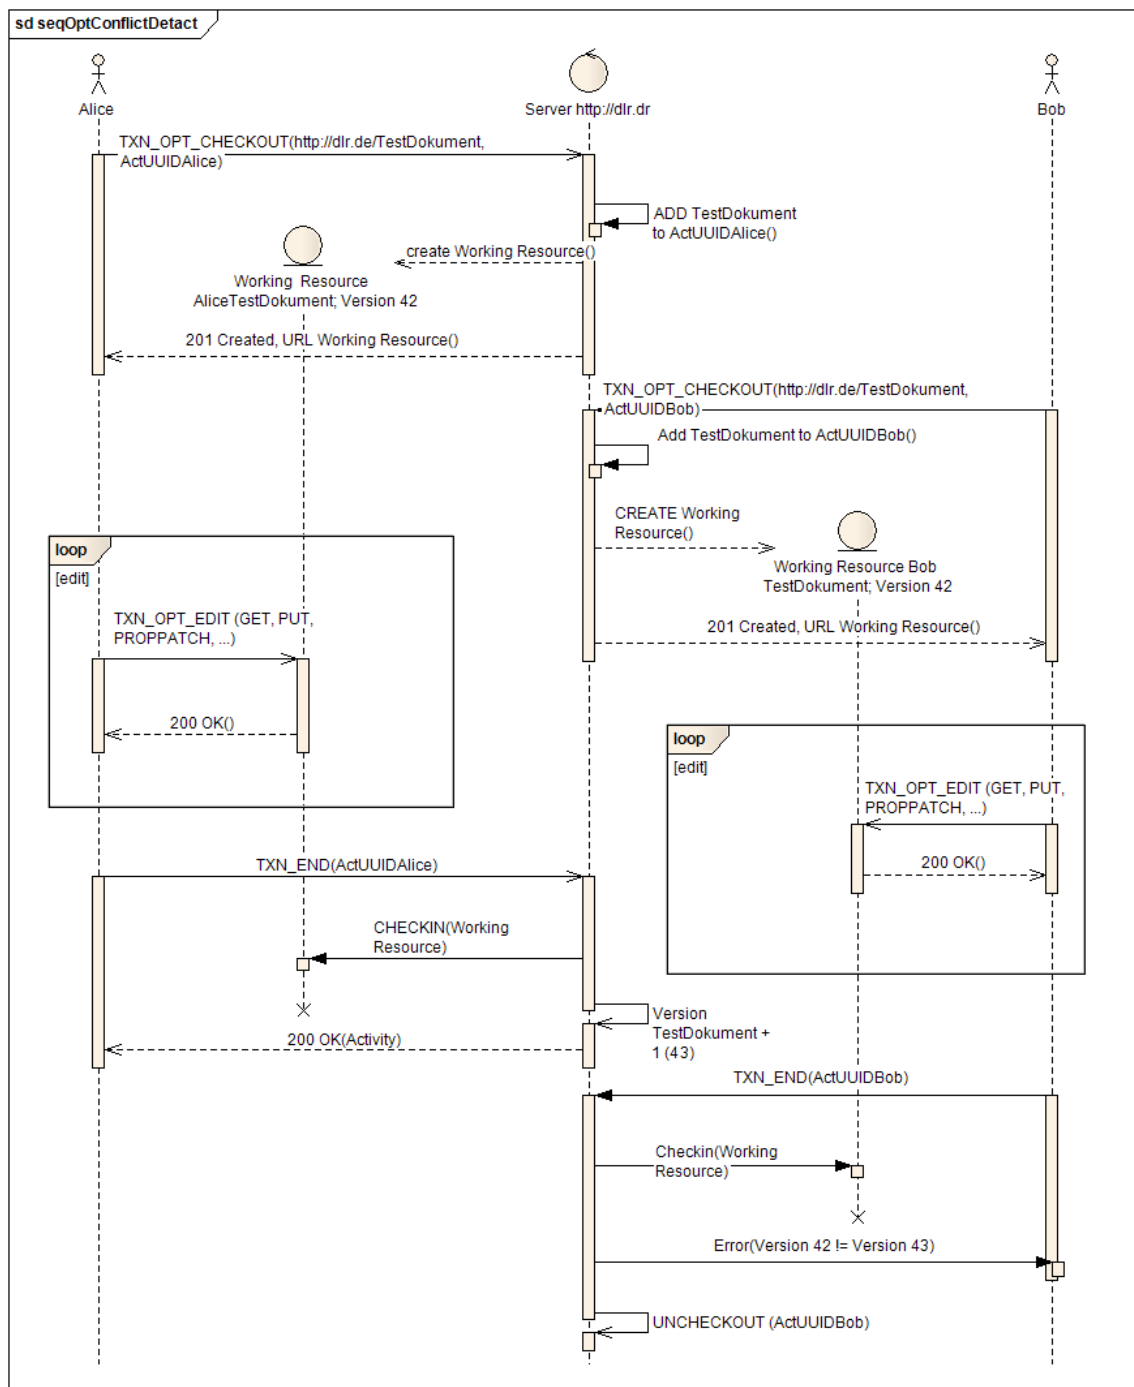 sd seqOptConflictDetact
Alice
Server http://dlr.dr
Bob
TXN_OPT_CHECKOUT(http://dlr.de/TestDokument,
ActUUIDAlice)
ADD TestDokument
to ActUUIDAlice()
create Working Resource()
Working Resource
AliceTestDokument; Version 42
201 Created, URL Working Resource()
TXN_OPT_CHECKOUT(http://dlr.de/TestDokument,
ActUUIDBob)
Add TestDokument to ActUUIDBob()
CREATE Working
Resource()
Working Resource Bob
TestDokument; Version 42
loop
[edit]
TXN_OPT_EDIT (GET, PUT,
PROPPATCH, ...)
201 Created, URL Working Resource()
200 OK()
loop
[edit]
TXN_OPT_EDIT (GET, PUT,
PROPPATCH, ...)
200 OK()
TXN_END(ActUUIDAlice)
CHECKIN(Working
Resource)
Version
TestDokument +
1 (43)
200 OK(Activity)
TXN_END(ActUUIDBob)
Checkin(Working
Resource)
Error(Version 42 != Version 43)
UNCHECKOUT (ActUUIDBob)